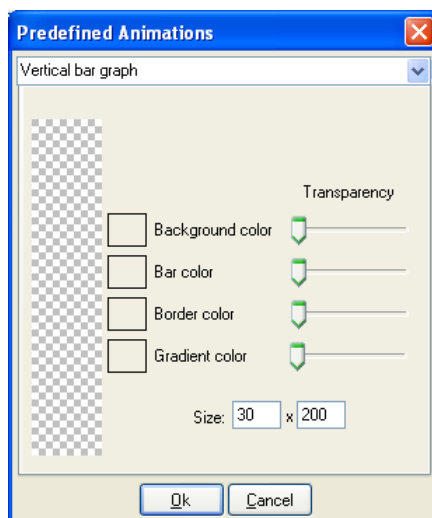 Predefined Animations
Vertical bar graph
Transparency
Background color
Bar color
Border color
Gradient color
Size: 30 x 200
Ok Cancel